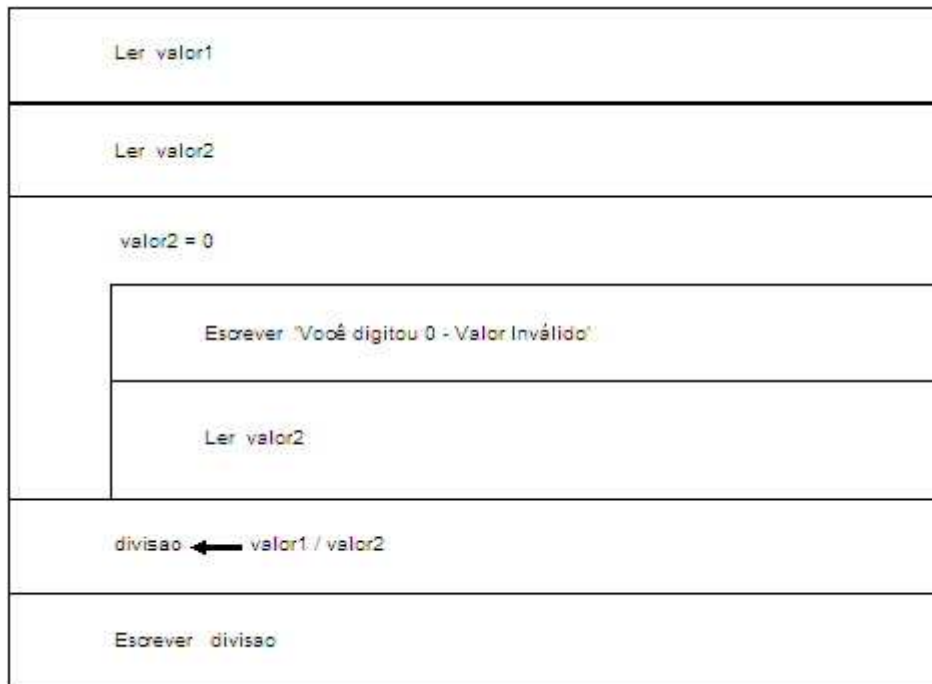 Ler valor1
Ler valor2
valor2 = 0
Escrever 'Você digitou 0 - Valor Inválido'
Ler valor2
divisao ← valor1 / valor2
Escrever divisao